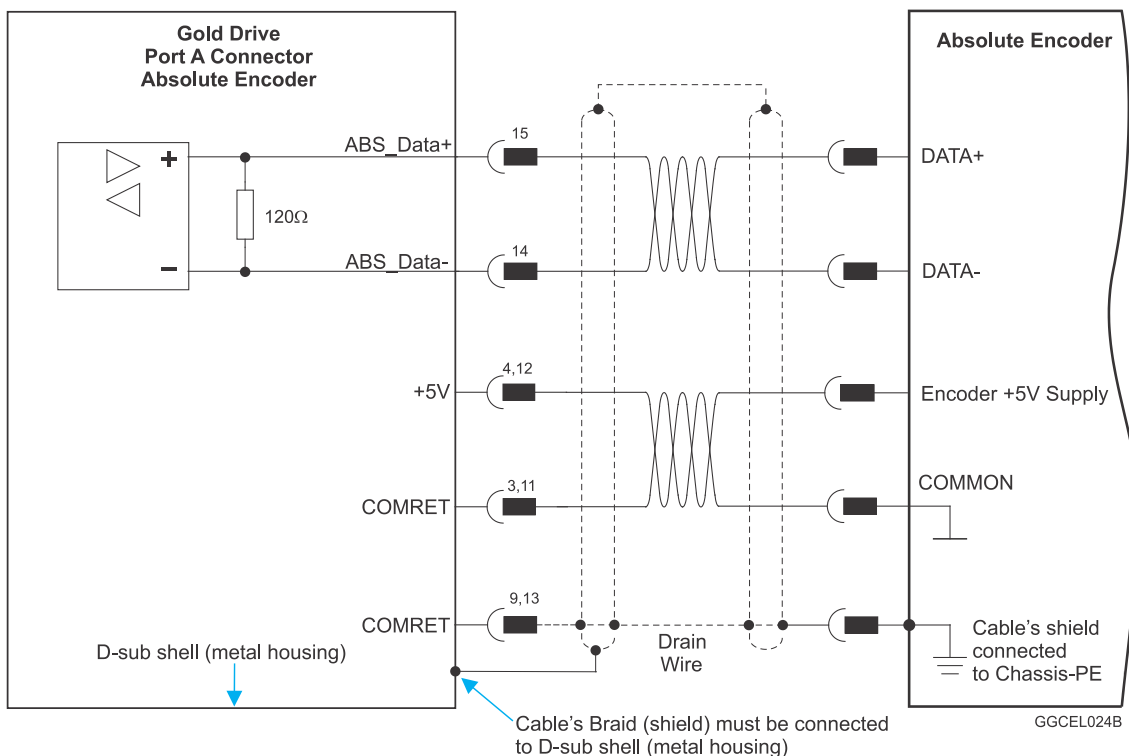 Gold Drive
Port A Connector
Absolute Encoder
Absolute Encoder
ABS_Data+
15
DATA+
+
120Ω
−
ABS_Data-
14
DATA-
+5V
4,12
Encoder +5V Supply
COMRET
3,11
COMMON
COMRET
9,13
Drain
Wire
Cable's shield
connected
to Chassis-PE
D-sub shell (metal housing)
Cable's Braid (shield) must be connected
to D-sub shell (metal housing)
GGCEL024B